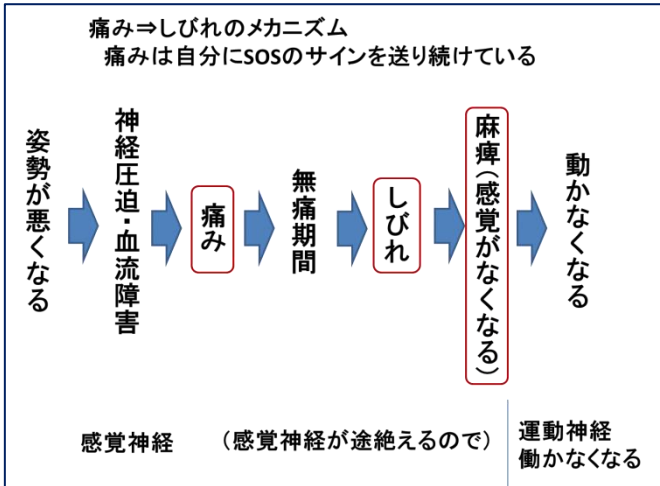 痛み⇒しびれのメカニズム
痛みは自分にSOSのサインを送り続けている
姿勢が悪くなる
神経圧迫・血流障害
痛み
無痛期間
しびれ
麻痺(感覚がなくなる)
動かなくなる
感覚神経
(感覚神経が途絶えるので)
運動神経
働かなくなる